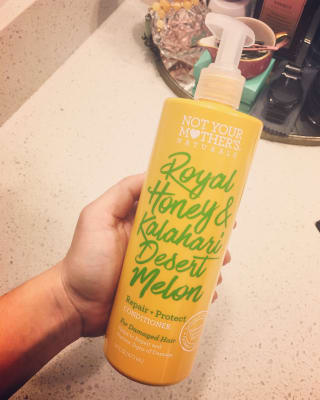 NOT YOUR
MOTHER'S
NATURALS
Royal
Honey &
Kalahari
Desert
Melon
Repair + Protect
CONDITIONER
For Damaged Hair